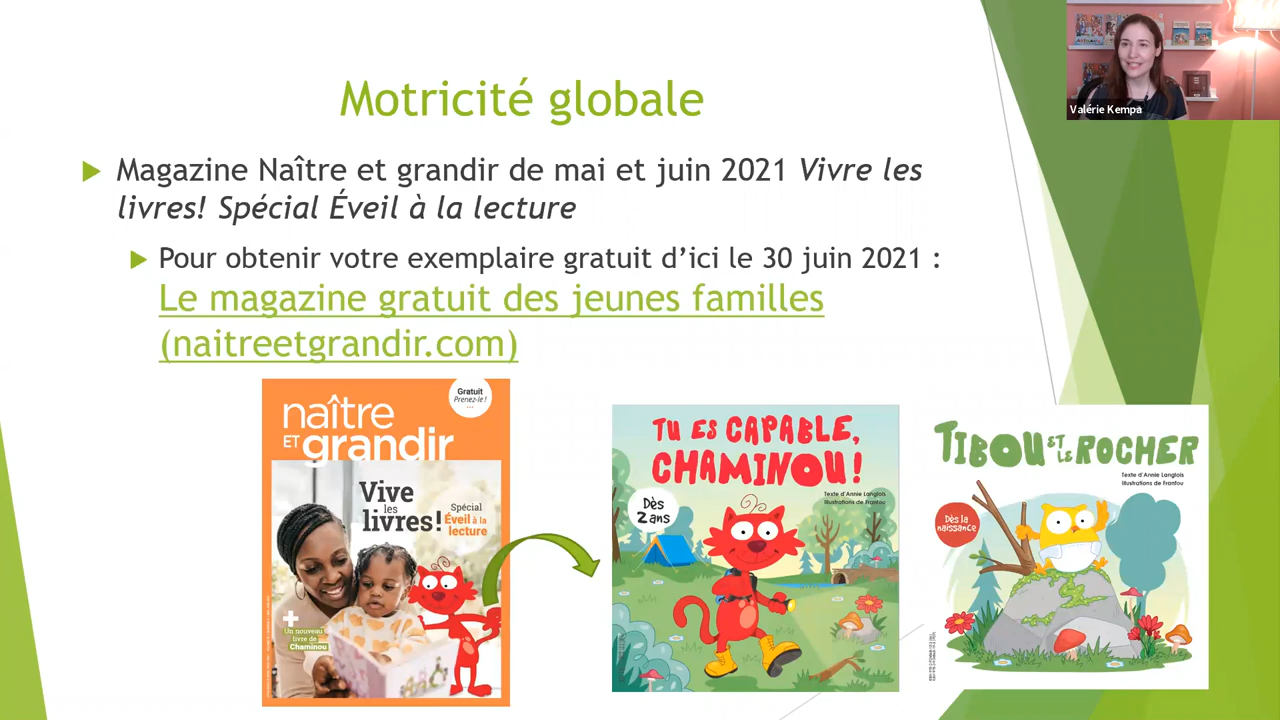 Valérie Kempa
Motricité globale
Magazine Naître et grandir de mai et juin 2021 Vivre les
livres! Spécial Éveil à la lecture
Pour obtenir votre exemplaire gratuit d’ici le 30 juin 2021 :
Le magazine gratuit des jeunes familles
(naitreetgrandir.com)
Gratuit
Prenez-le !
naître
ET grandir
Vive
les
livres!
Spécial
Éveil à la
lecture
+
Un nouveau
livre de
Chaminou
TU ES CAPABLE,
CHAMINOU!
Texte d'Annie Langlois
Illustrations de Franfou
Dès
2 ans
TIBOU ET LE ROCHER
Texte d'Annie Langlois
Illustrations de Franfou
Dès la
naissance